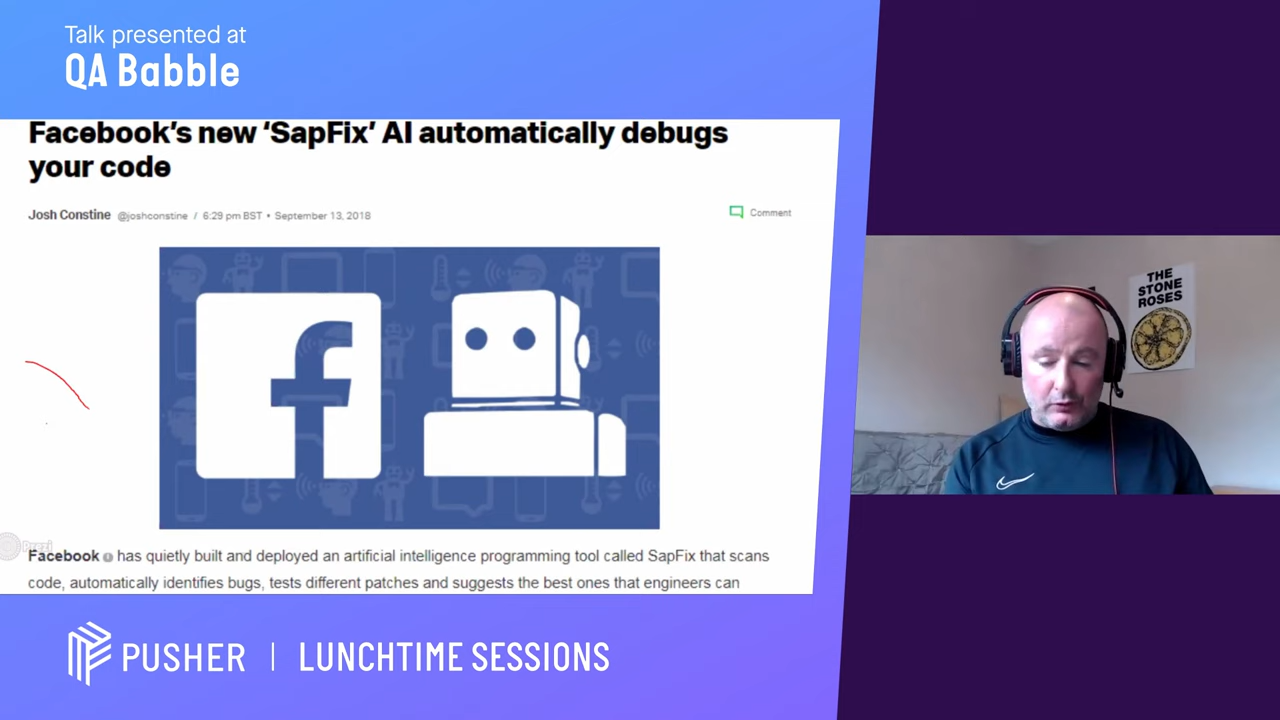 Talk presented at
QA Babble
Facebook's new 'SapFix' AI automatically debugs
your code
Josh Constine @joshconstine / 6:29 pm BST • September 13, 2018
Comment
f
THE
STONE
ROSES
Prezi
Facebook has quietly built and deployed an artificial intelligence programming tool called SapFix that scans
code, automatically identifies bugs, tests different patches and suggests the best ones that engineers can
PUSHER | LUNCHTIME SESSIONS